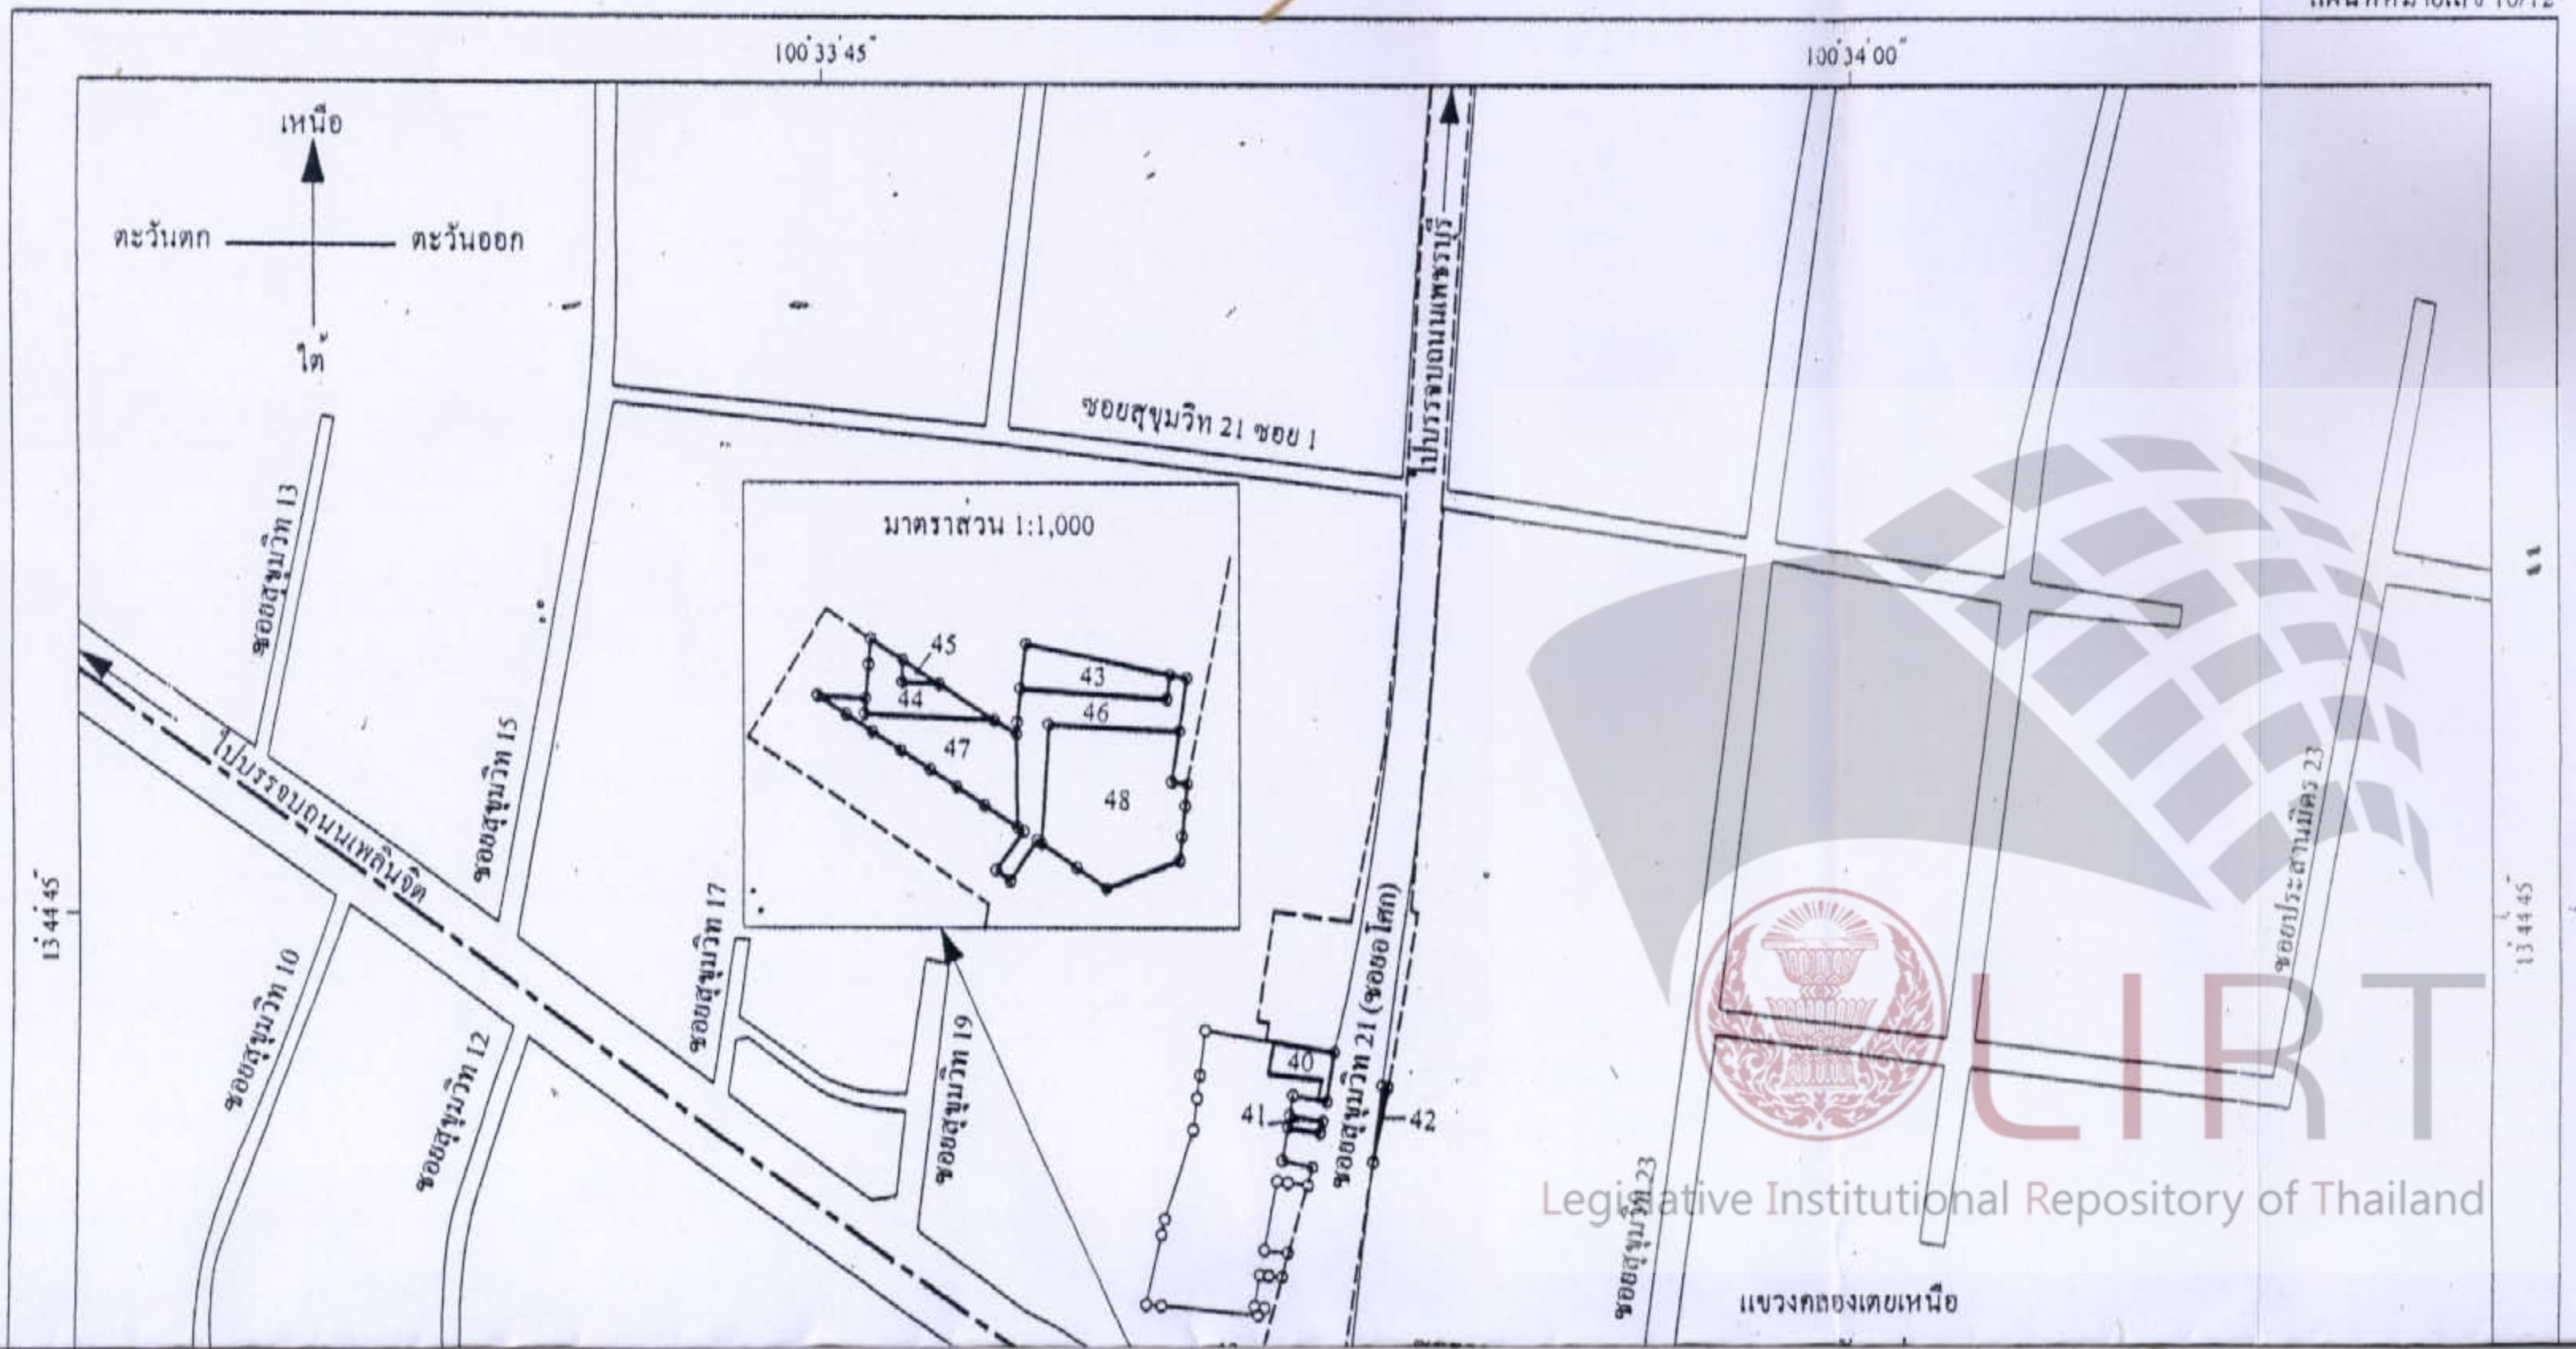 100°33'45"
100°34'00"
เหนือ
ตะวันตก
ตะวันออก
ใต้
ไปบรรจบถนนเพชรบุรี
ซอยสุขุมวิท 21 ซอย 1
ซอยสุขุมวิท 13
มาตราส่วน 1:1,000
45
43
44
46
47
48
ไปบรรจบถนนเพลินจิต
ซอยสุขุมวิท 15
ซอยประสานมิตร 23
13°44'45"
13°44'45"
ซอยสุขุมวิท 17
ซอยสุขุมวิท 10
ซอยสุขุมวิท 12
ซอยสุขุมวิท 19
ซอยสุขุมวิท 21 (ซอยอโศก)
40
41
42
LIRT
Legislative Institutional Repository of Thailand
ซอยสุขุมวิท 23
แขวงคลองเตยเหนือ